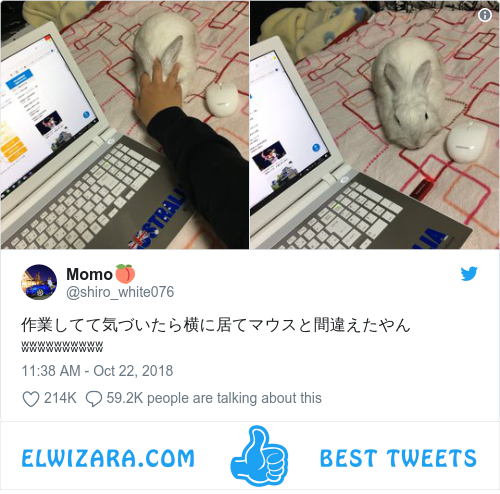 STRALIA
LIA
Momo🍑
@shiro_white076
作業してて気づいたら横に居てマウスと間違えたやん
wwwwwwwwww
11:38 AM - Oct 22, 2018
214K 59.2K people are talking about this
ELWIZARA.COM BEST TWEETS